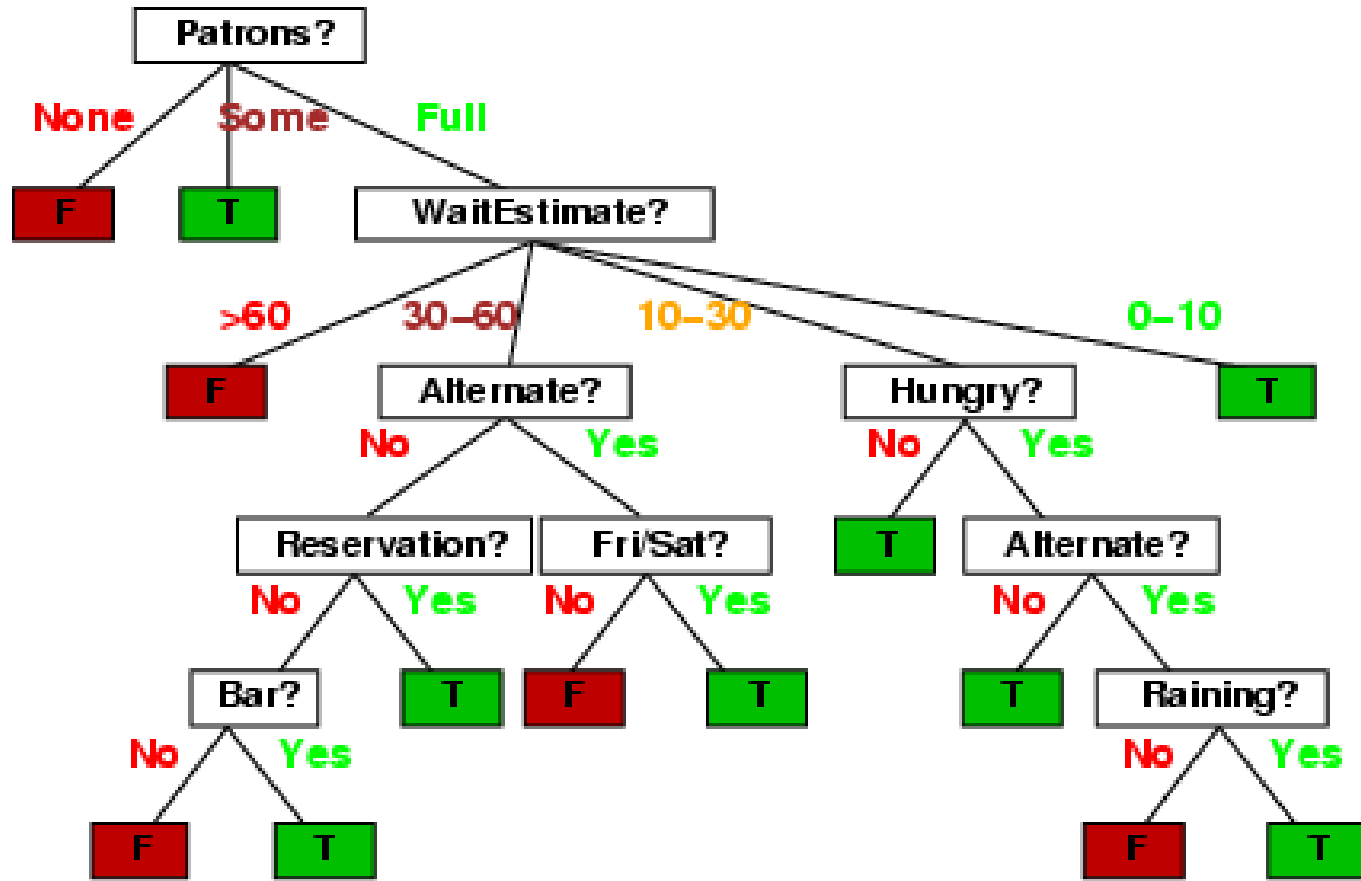 Patrons?
None Some Full
F T WaitEstimate?
>60 30–60 10–30 0–10
F Alternate? Hungry? T
No Yes No Yes
Reservation? Fri/Sat? T Alternate?
No Yes No Yes No Yes
Bar? T F T T Raining?
No Yes No Yes
F T F T